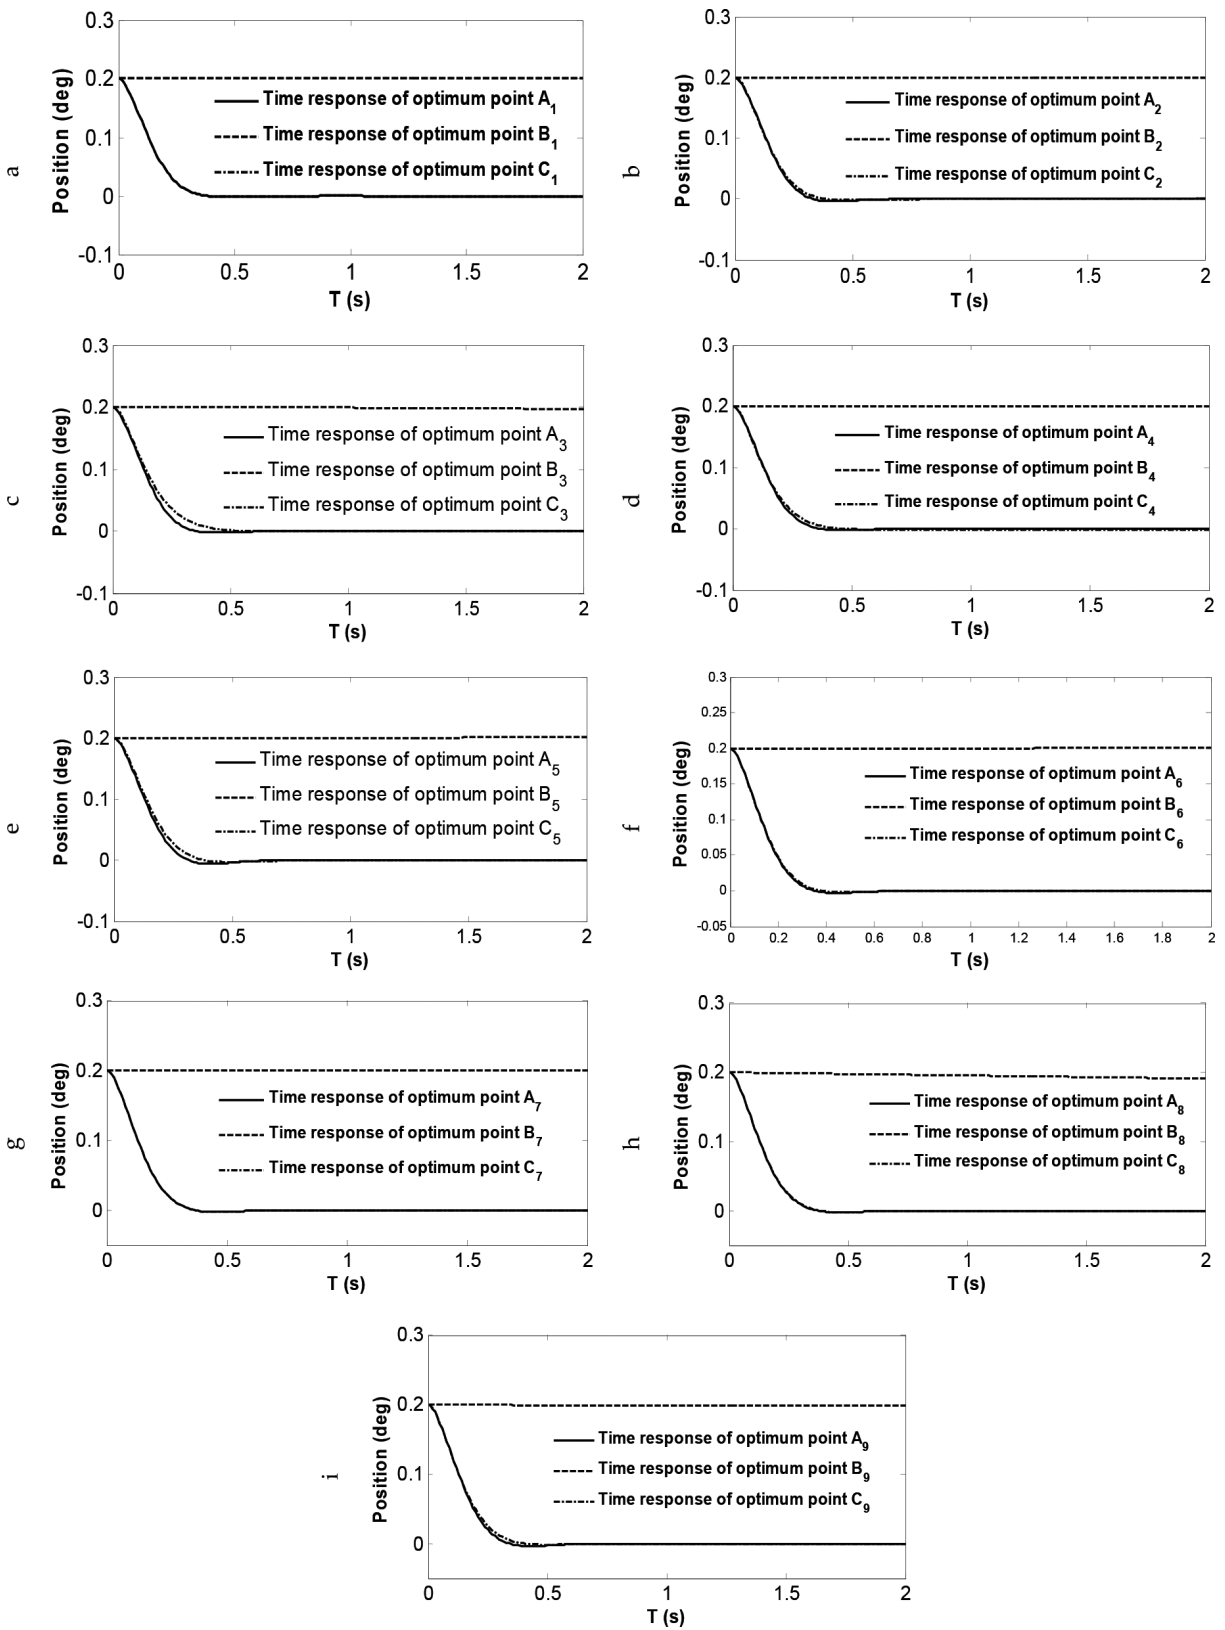 a
Position (deg)
0.3
0.2
0.1
0
-0.1
Time response of optimum point A1
Time response of optimum point B1
Time response of optimum point C1
0 0.5 1 1.5 2
T (s)
b
Position (deg)
0.3
0.2
0.1
0
-0.1
Time response of optimum point A2
Time response of optimum point B2
Time response of optimum point C2
0 0.5 1 1.5 2
T (s)
c
Position (deg)
0.3
0.2
0.1
0
-0.1
Time response of optimum point A3
Time response of optimum point B3
Time response of optimum point C3
0 0.5 1 1.5 2
T (s)
d
Position (deg)
0.3
0.2
0.1
0
-0.1
Time response of optimum point A4
Time response of optimum point B4
Time response of optimum point C4
0 0.5 1 1.5 2
T (s)
e
Position (deg)
0.3
0.2
0.1
0
-0.1
Time response of optimum point A5
Time response of optimum point B5
Time response of optimum point C5
0 0.5 1 1.5 2
T (s)
f
Position (deg)
0.3
0.25
0.2
0.15
0.1
0.05
0
-0.05
Time response of optimum point A6
Time response of optimum point B6
Time response of optimum point C6
0 0.2 0.4 0.6 0.8 1 1.2 1.4 1.6 1.8 2
T (s)
g
Position (deg)
0.3
0.2
0.1
0
Time response of optimum point A7
Time response of optimum point B7
Time response of optimum point C7
0 0.5 1 1.5 2
T (s)
h
Position (deg)
0.3
0.2
0.1
0
Time response of optimum point A8
Time response of optimum point B8
Time response of optimum point C8
0 0.5 1 1.5 2
T (s)
i
Position (deg)
0.3
0.2
0.1
0
Time response of optimum point A9
Time response of optimum point B9
Time response of optimum point C9
0 0.5 1 1.5 2
T (s)